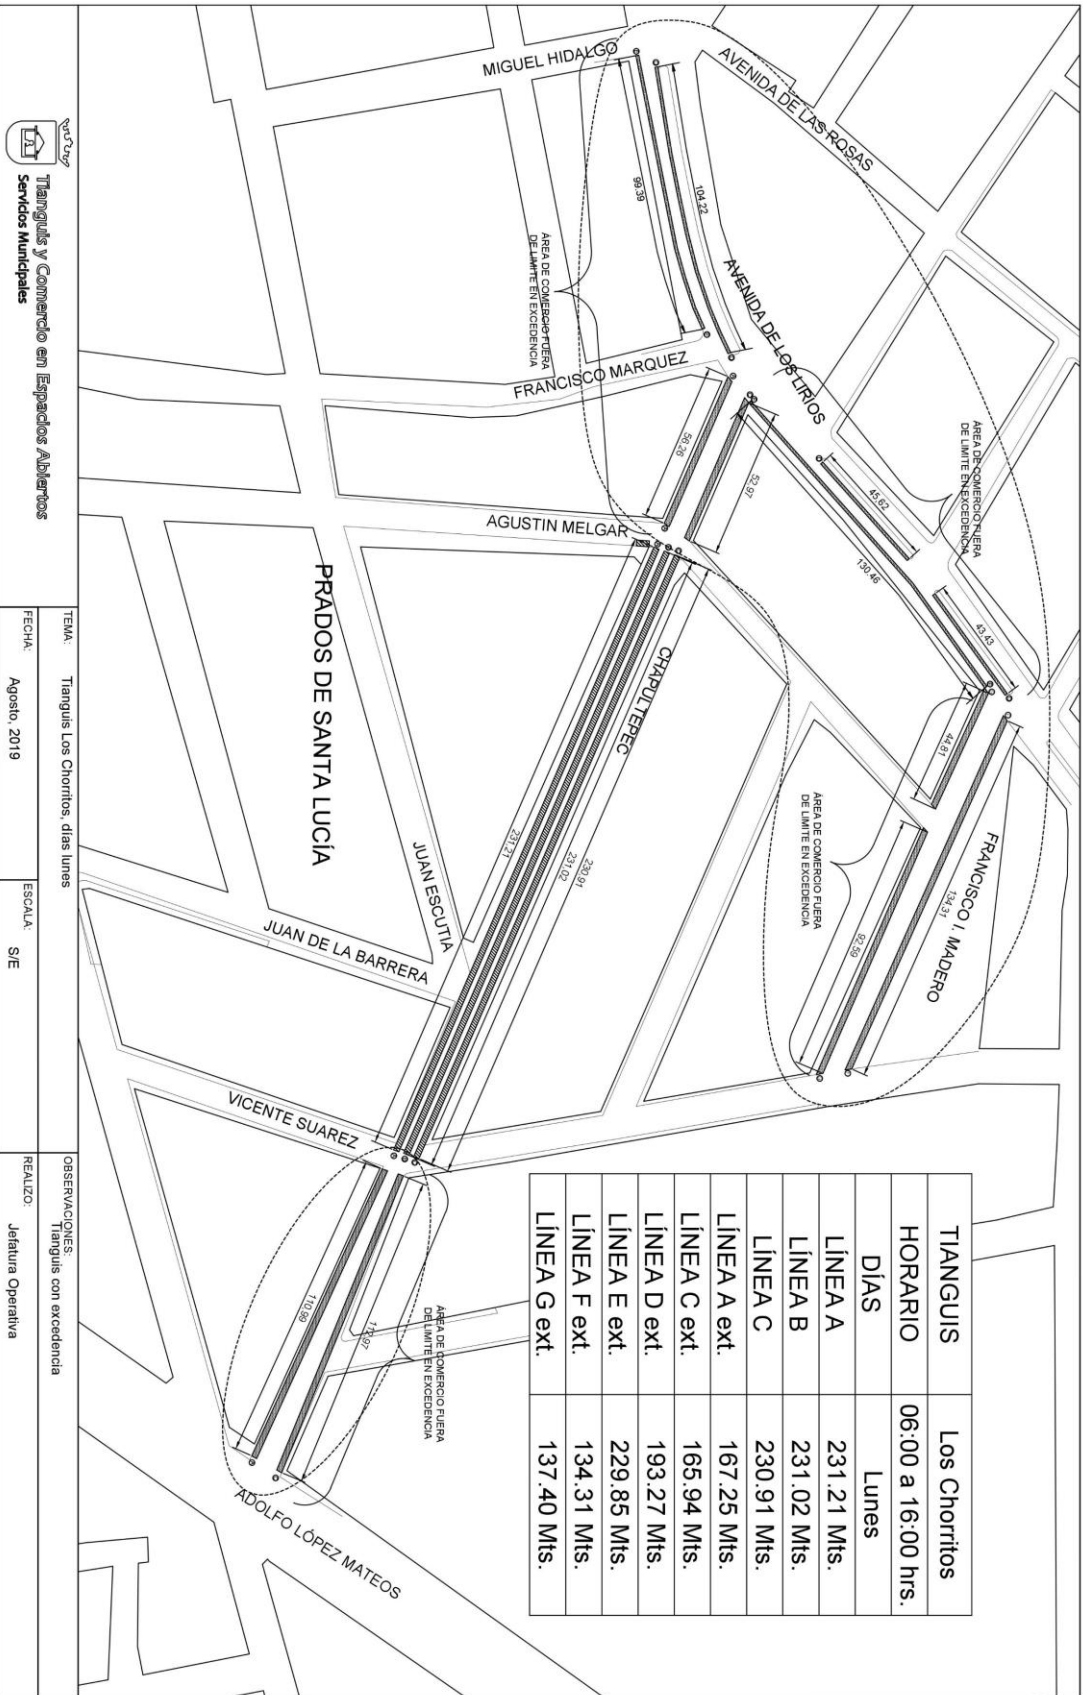 MIGUEL HIDALGO
AVENIDA DE LAS ROSAS
99.39
104.22
ÁREA DE COMERCIO FUERA
DE LIMITE EN EXCEDENCIA
AVENIDA DE LOS LIRIOS
FRANCISCO MARQUEZ
56.26
52.97
45.62
130.46
ÁREA DE COMERCIO FUERA
DE LIMITE EN EXCEDENCIA
43.43
AGUSTIN MELGAR
CHAPULTEPEC
PRADOS DE SANTA LUCÍA
44.81
ÁREA DE COMERCIO FUERA
DE LIMITE EN EXCEDENCIA
FRANCISCO I. MADERO
134.31
92.59
231.21
231.02
230.91
JUAN ESCUTIA
JUAN DE LA BARRERA
VICENTE SUAREZ
110.99
ÁREA DE COMERCIO FUERA
DE LIMITE EN EXCEDENCIA
ADOLFO LÓPEZ MATEOS
TIANGUIS Los Chorritos
HORARIO 06:00 a 16:00 hrs.
DÍAS Lunes
LÍNEA A 231.21 Mts.
LÍNEA B 231.02 Mts.
LÍNEA C 230.91 Mts.
LÍNEA A ext. 167.25 Mts.
LÍNEA C ext. 165.94 Mts.
LÍNEA D ext. 193.27 Mts.
LÍNEA E ext. 229.85 Mts.
LÍNEA F ext. 134.31 Mts.
LÍNEA G ext. 137.40 Mts.
Tianguis y Comercio en Espacios Abiertos
Servicios Municipales
TEMA: Tianguis Los Chorritos, días lunes
FECHA: Agosto, 2019
ESCALA: S/E
OBSERVACIONES:
Tianguis con excedencia
REALIZO: Jefatura Operativa